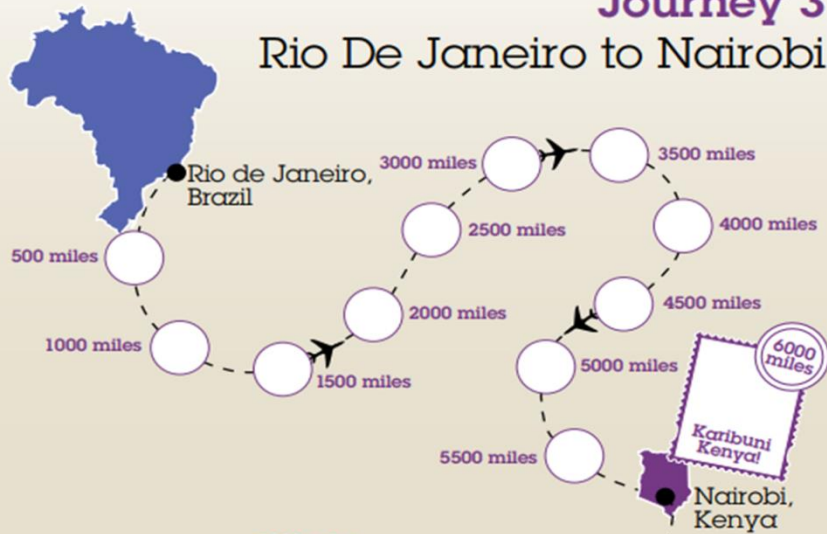 Journey 3
Rio De Janeiro to Nairobi
Rio de Janeiro,
Brazil
500 miles
1000 miles
1500 miles
2000 miles
2500 miles
3000 miles
3500 miles
4000 miles
4500 miles
5000 miles
5500 miles
6000
miles
Karibuni
Kenya!
Nairobi,
Kenya